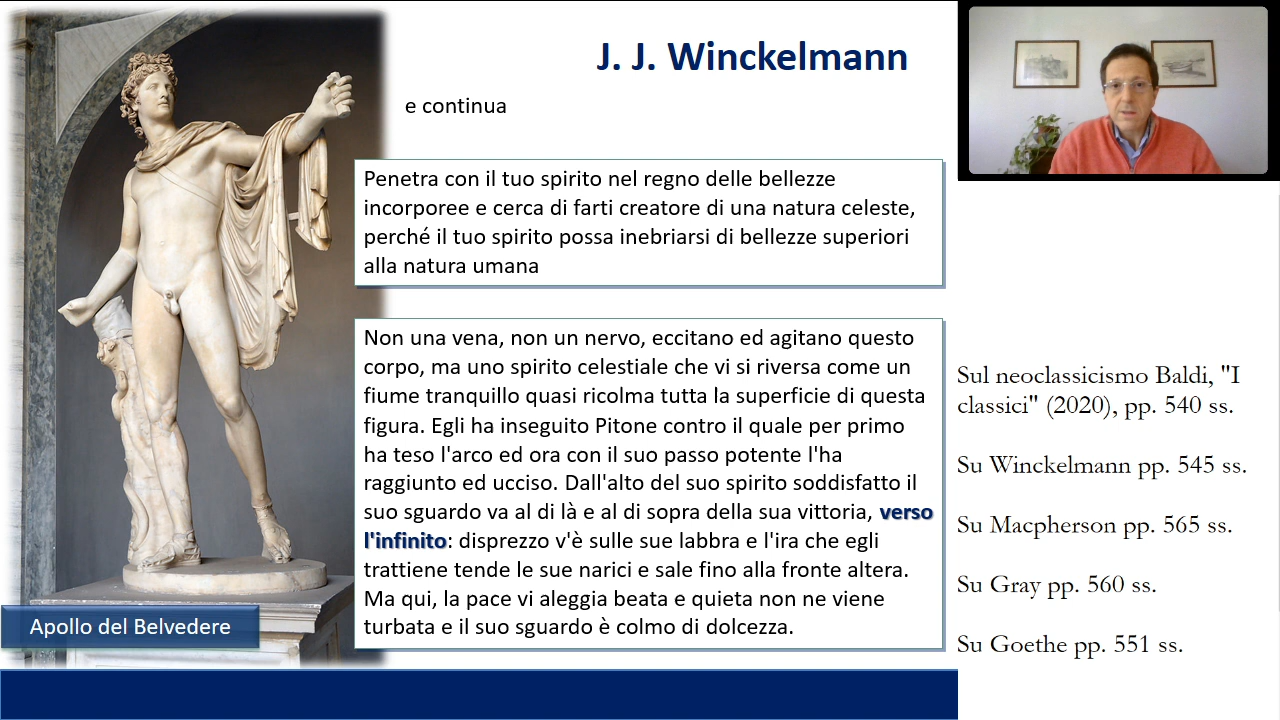 J. J. Winckelmann
e continua
Penetra con il tuo spirito nel regno delle bellezze
incorporee e cerca di farti creatore di una natura celeste,
perché il tuo spirito possa inebriarsi di bellezze superiori
alla natura umana
Non una vena, non un nervo, eccitano ed agitano questo
corpo, ma uno spirito celestiale che vi si riversa come un
fiume tranquillo quasi ricolma tutta la superficie di questa
figura. Egli ha inseguito Pitone contro il quale per primo
ha teso l'arco ed ora con il suo passo potente l'ha
raggiunto ed ucciso. Dall'alto del suo spirito soddisfatto il
suo sguardo va al di là e al di sopra della sua vittoria, verso
l'infinito: disprezzo v'è sulle sue labbra e l'ira che egli
trattiene tende le sue narici e sale fino alla fronte altera.
Ma qui, la pace vi aleggia beata e quieta non ne viene
turbata e il suo sguardo è colmo di dolcezza.
Apollo del Belvedere
Sul neoclassicismo Baldi, "I
classici" (2020), pp. 540 ss.
Su Winckelmann pp. 545 ss.
Su Macpherson pp. 565 ss.
Su Gray pp. 560 ss.
Su Goethe pp. 551 ss.